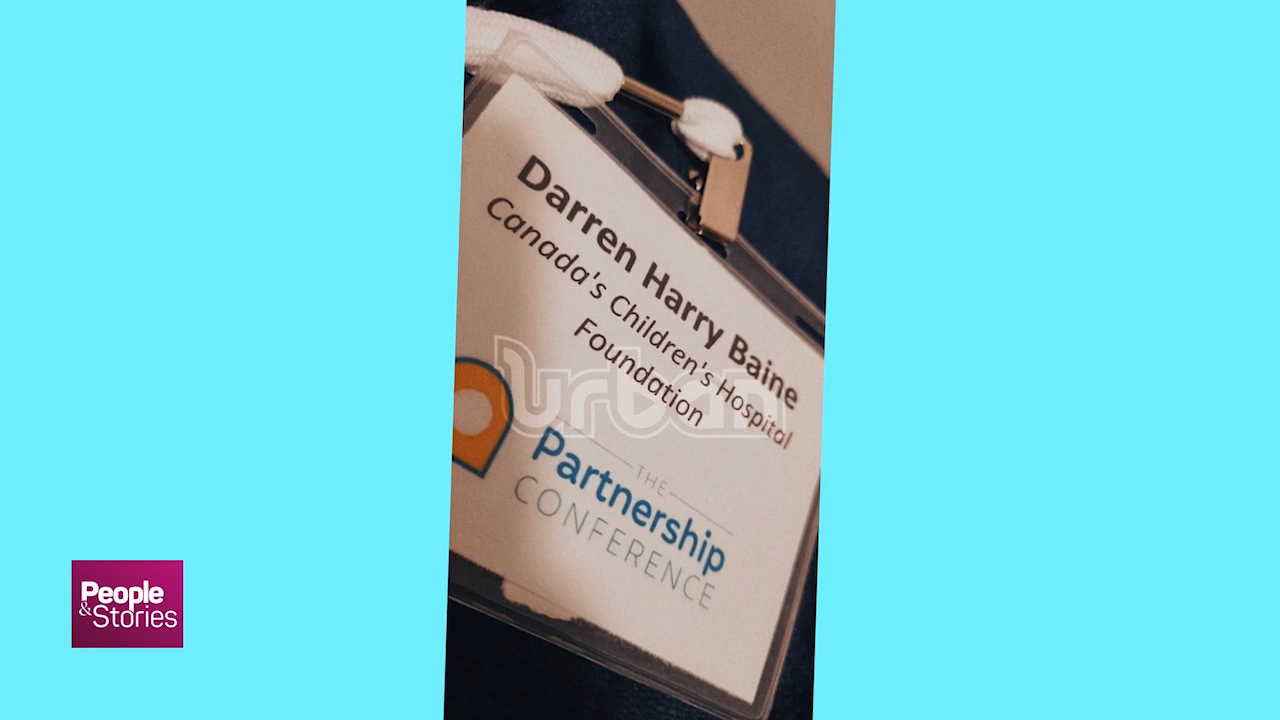 Darren Harry Baine
Canada's Children's Hospital
Foundation
urban
THE
Partnership
CONFERENCE
People
&Stories